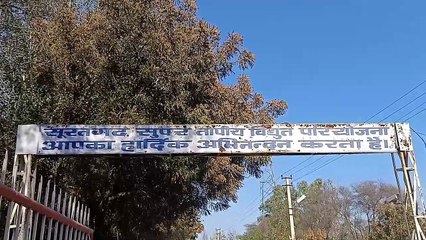 सूरतगढ़ सुपर तापीय विद्युत परियोजना
आपका हार्दिक अभिनन्दन करता है।